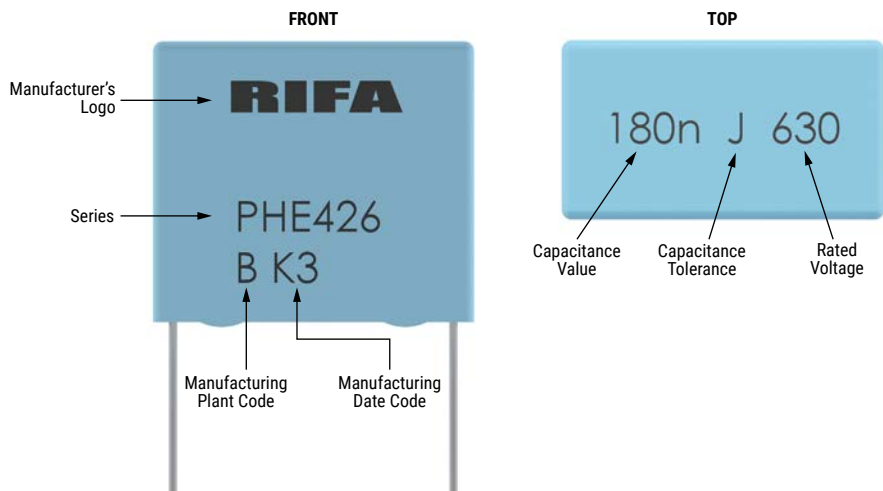 FRONT
TOP
Manufacturer's
Logo
RIFA
Series
PHE426
B K3
Manufacturing
Plant Code
Manufacturing
Date Code
180n J 630
Capacitance
Value
Capacitance
Tolerance
Rated
Voltage